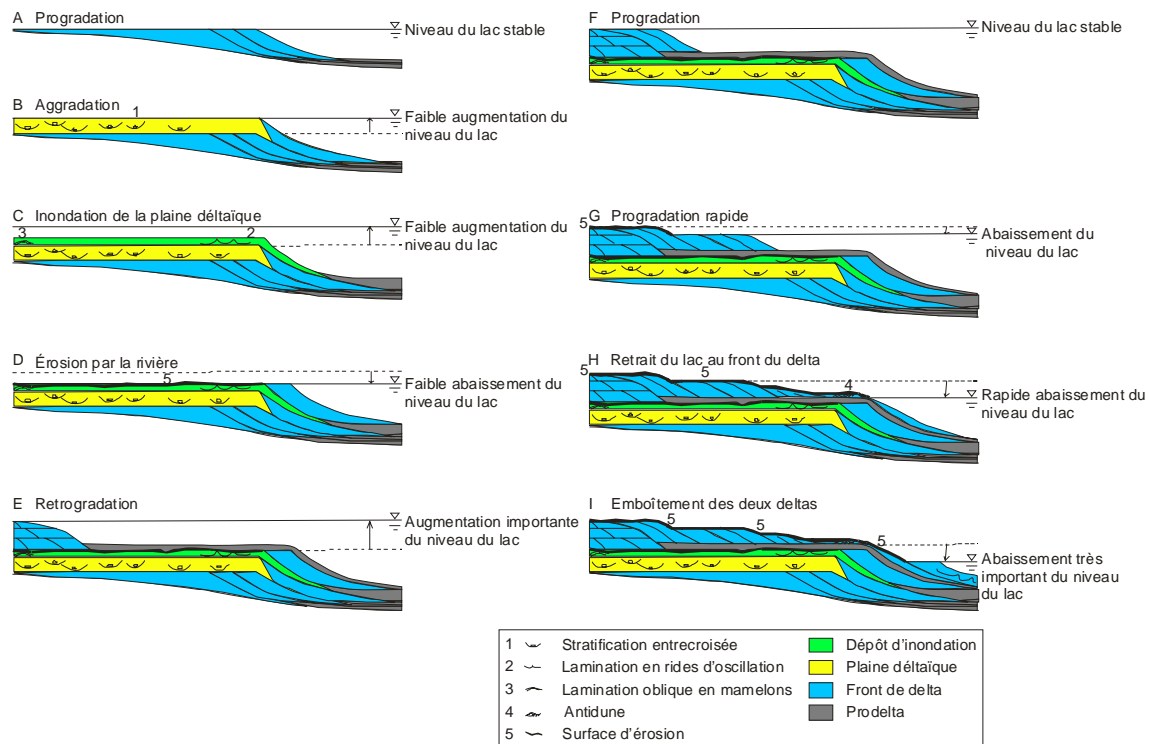 A Progradation
Niveau du lac stable
B Aggradation
1
Faible augmentation du
niveau du lac
C Inondation de la plaine déltaïque
3
2
Faible augmentation du
niveau du lac
D Érosion par la rivière
5
Faible abaissement du
niveau du lac
E Retrogradation
Augmentation importante
du niveau du lac
F Progradation
Niveau du lac stable
G Progradation rapide
5
Abaissement du
niveau du lac
H Retrait du lac au front du delta
5
5
4
Rapide abaissement du
niveau du lac
I Emboîtement des deux deltas
5
5
5
Abaissement très
important du niveau
du lac
1 Stratification entrecroisée
2 Lamination en rides d'oscillation
3 Lamination oblique en mamelons
4 Antidune
5 Surface d'érosion
Dépôt d'inondation
Plaine déltaïque
Front de delta
Prodelta